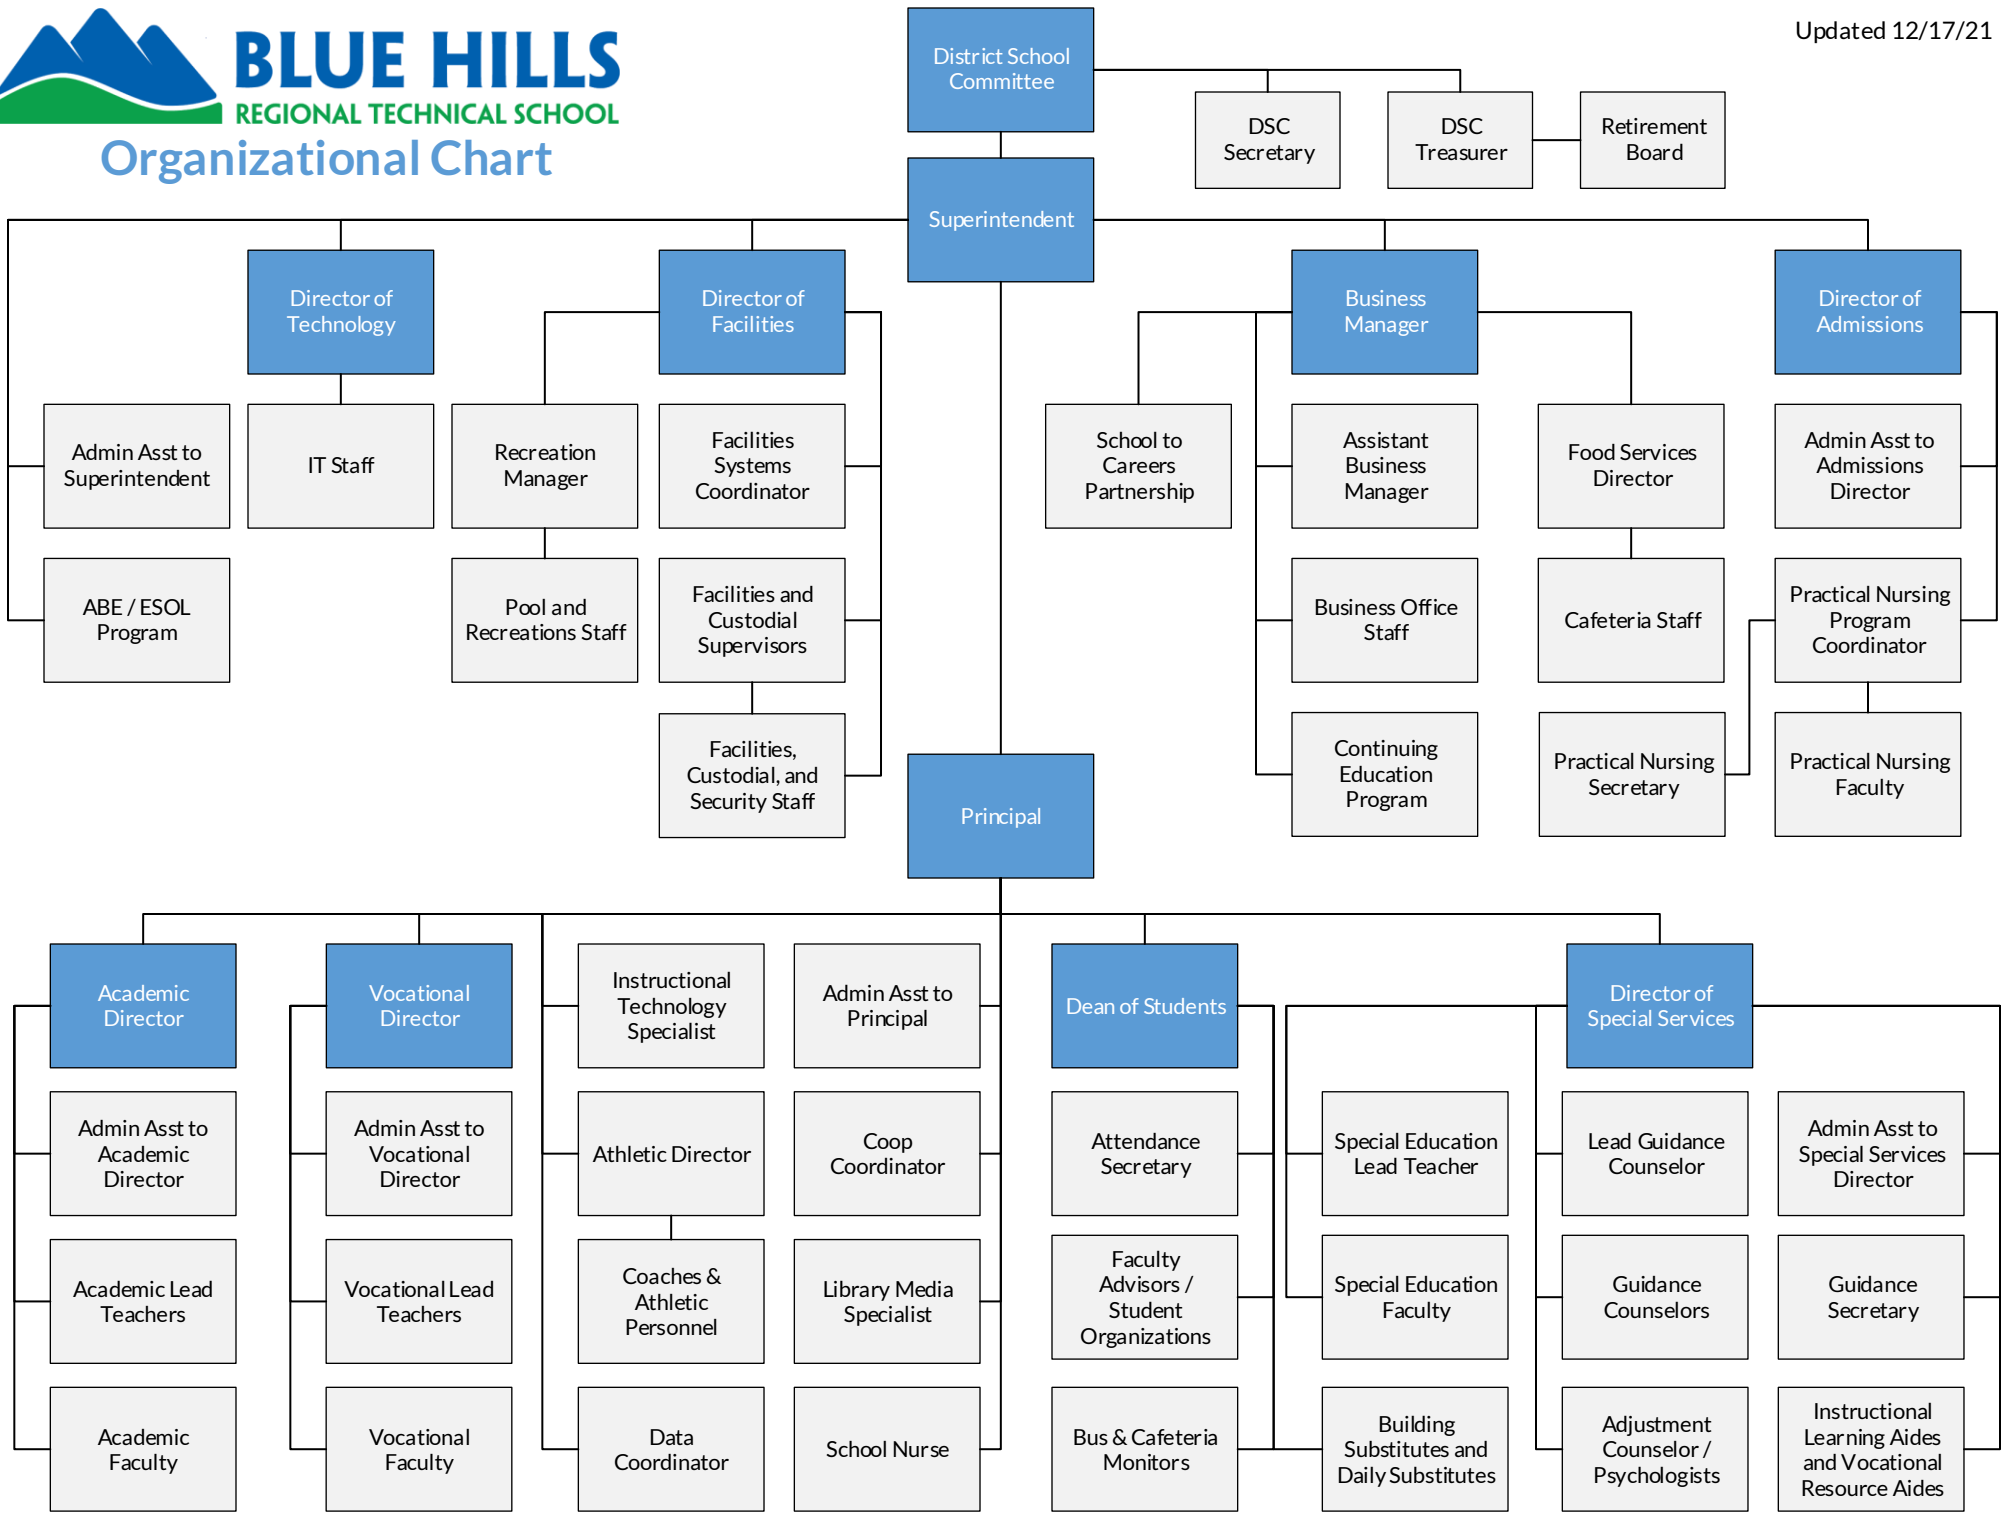 BLUE HILLS
REGIONAL TECHNICAL SCHOOL
Organizational Chart
Updated 12/17/21
District School
Committee
DSC
Secretary
DSC
Treasurer
Retirement
Board
Superintendent
Director of
Technology
Director of
Facilities
Business
Manager
Director of
Admissions
Admin Asst to
Superintendent
IT Staff
Recreation
Manager
Facilities
Systems
Coordinator
School to
Careers
Partnership
Assistant
Business
Manager
Food Services
Director
Admin Asst to
Admissions
Director
ABE / ESOL
Program
Pool and
Recreations Staff
Facilities and
Custodial
Supervisors
Business Office
Staff
Cafeteria Staff
Practical Nursing
Program
Coordinator
Facilities,
Custodial, and
Security Staff
Continuing
Education
Program
Practical Nursing
Secretary
Practical Nursing
Faculty
Principal
Academic
Director
Vocational
Director
Instructional
Technology
Specialist
Admin Asst to
Principal
Dean of Students
Director of
Special Services
Admin Asst to
Academic
Director
Admin Asst to
Vocational
Director
Athletic Director
Coop
Coordinator
Attendance
Secretary
Special Education
Lead Teacher
Lead Guidance
Counselor
Admin Asst to
Special Services
Director
Academic Lead
Teachers
Vocational Lead
Teachers
Coaches &
Athletic
Personnel
Library Media
Specialist
Faculty
Advisors /
Student
Organizations
Special Education
Faculty
Guidance
Counselors
Guidance
Secretary
Academic
Faculty
Vocational
Faculty
Data
Coordinator
School Nurse
Bus & Cafeteria
Monitors
Building
Substitutes and
Daily Substitutes
Adjustment
Counselor /
Psychologists
Instructional
Learning Aides
and Vocational
Resource Aides